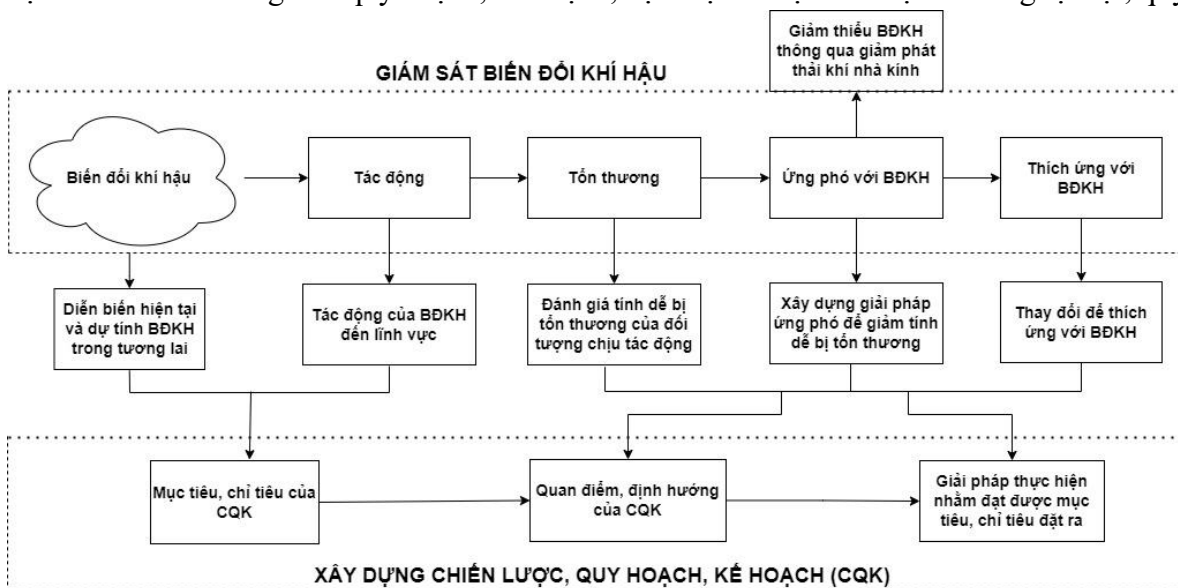 Giảm thiểu BĐKH
thông qua giảm phát
thải khí nhà kính
GIÁM SÁT BIẾN ĐỔI KHÍ HẬU
Biến đổi khí hậu
Tác động
Tổn thương
Ứng phó với BĐKH
Thích ứng với
BĐKH
Diễn biến hiện tại
và dự tính BĐKH
trong tương lai
Tác động của BĐKH
đến lĩnh vực
Đánh giá tính dễ bị
tổn thương của đối
tượng chịu tác động
Xây dựng giải pháp
ứng phó để giảm tính
dễ bị tổn thương
Thay đổi để thích
ứng với BĐKH
Mục tiêu, chỉ tiêu của
CQK
Quan điểm, định hướng
của CQK
Giải pháp thực hiện
nhằm đạt được mục
tiêu, chỉ tiêu đặt ra
XÂY DỰNG CHIẾN LƯỢC, QUY HOẠCH, KẾ HOẠCH (CQK)